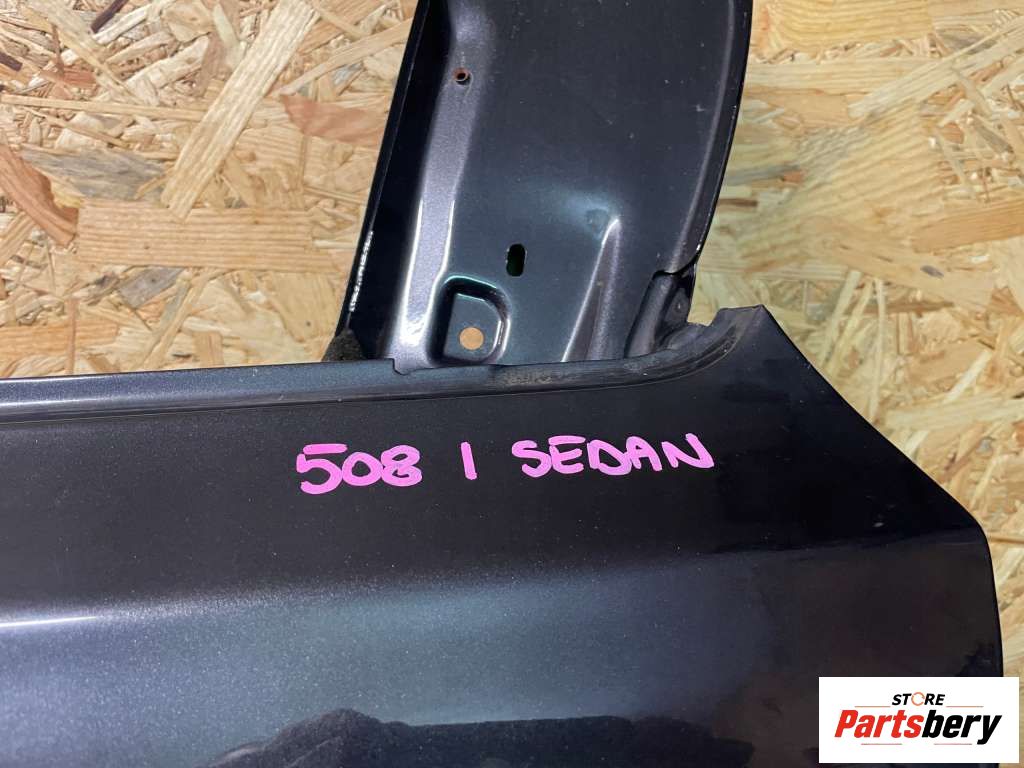 508 I SEDAN
STORE
Partsbery